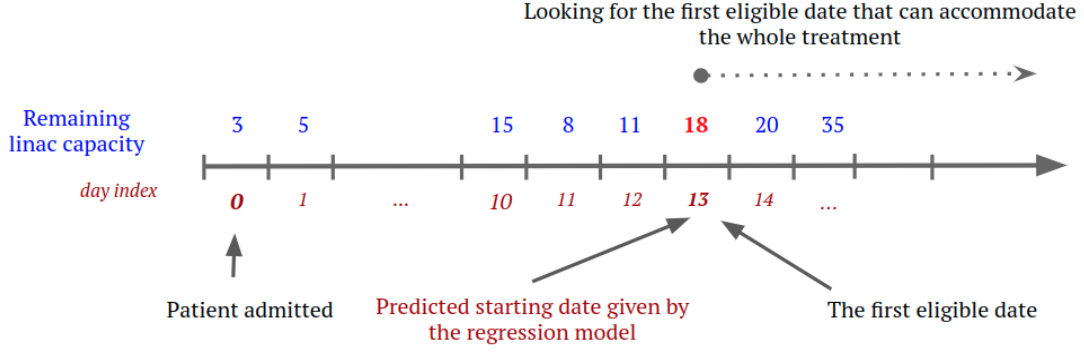 Looking for the first eligible date that can accommodate
the whole treatment
Remaining
linac capacity
3 5 15 8 11 18 20 35
day index
0 1 ... 10 11 12 13 14 ...
Patient admitted
Predicted starting date given by
the regression model
The first eligible date